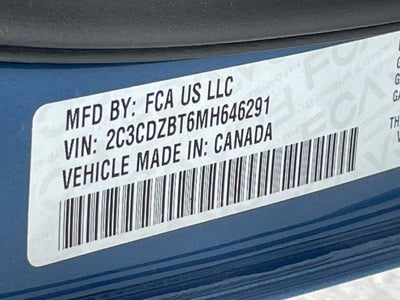 MFD BY: FCA US LLC
VIN: 2C3CDZBT6MH646291
VEHICLE MADE IN: CANADA